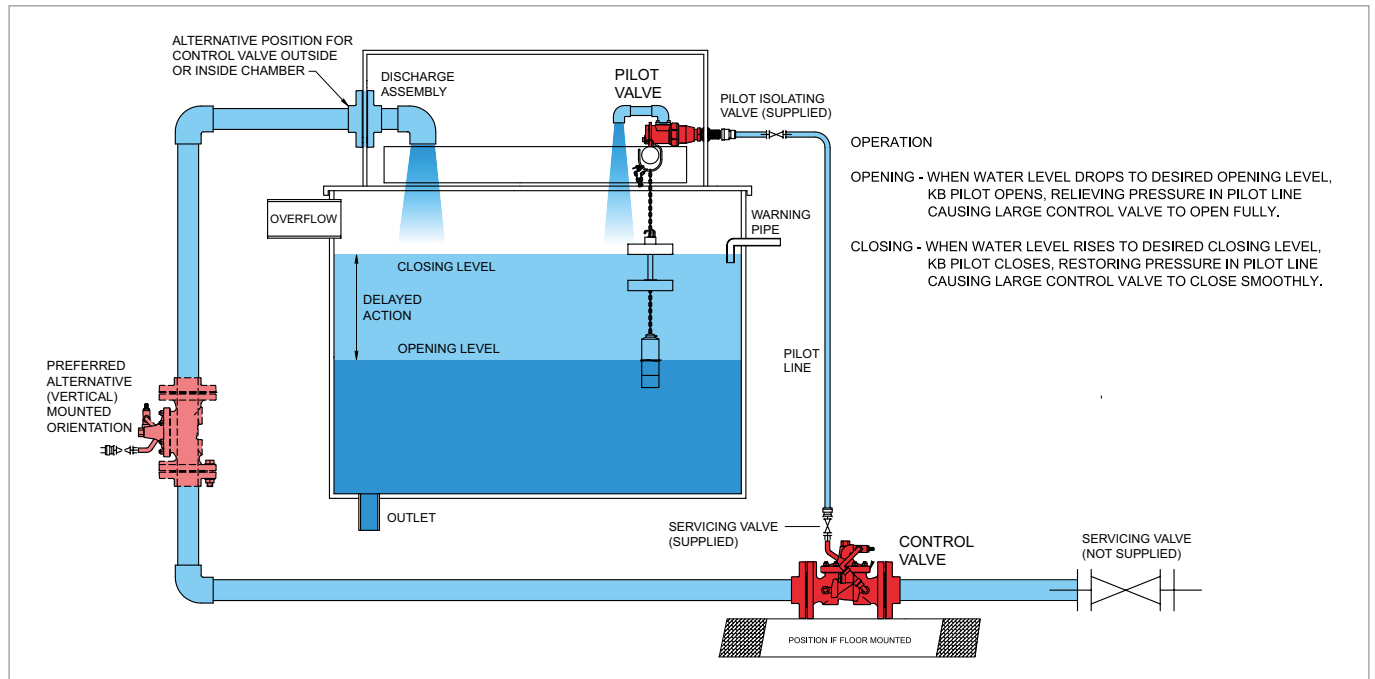 ALTERNATIVE POSITION FOR
CONTROL VALVE OUTSIDE
OR INSIDE CHAMBER
DISCHARGE
ASSEMBLY
PILOT
VALVE
PILOT ISOLATING
VALVE (SUPPLIED)
OPERATION
OPENING - WHEN WATER LEVEL DROPS TO DESIRED OPENING LEVEL,
KB PILOT OPENS, RELIEVING PRESSURE IN PILOT LINE
CAUSING LARGE CONTROL VALVE TO OPEN FULLY.
CLOSING - WHEN WATER LEVEL RISES TO DESIRED CLOSING LEVEL,
KB PILOT CLOSES, RESTORING PRESSURE IN PILOT LINE
CAUSING LARGE CONTROL VALVE TO CLOSE SMOOTHLY.
OVERFLOW
WARNING
PIPE
CLOSING LEVEL
DELAYED
ACTION
OPENING LEVEL
PILOT
LINE
PREFERRED
ALTERNATIVE
(VERTICAL)
MOUNTED
ORIENTATION
OUTLET
SERVICING VALVE
(SUPPLIED)
CONTROL
VALVE
SERVICING VALVE
(NOT SUPPLIED)
POSITION IF FLOOR MOUNTED